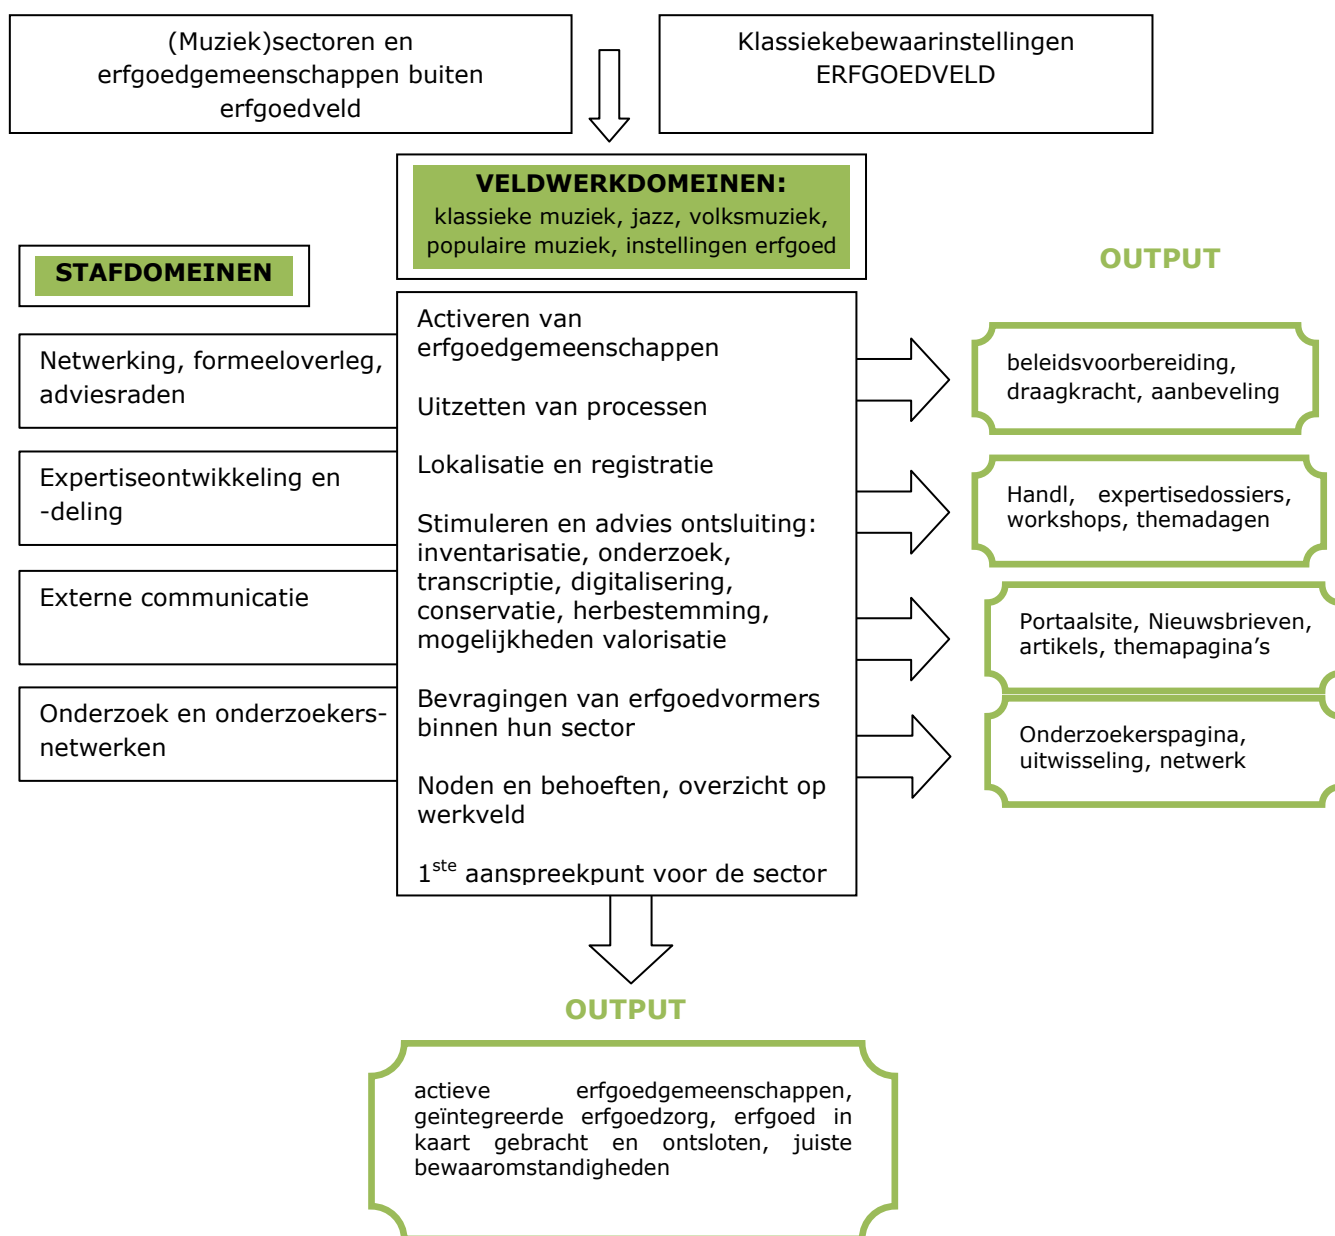 (Muziek)sectoren en
erfgoedgemeenschappen buiten
erfgoedveld
Klassiekebewaarinstellingen
ERFGOEDVELD
VELDWERKDOMEINEN:
klassieke muziek, jazz, volksmuziek,
populaire muziek, instellingen erfgoed
STAFDOMEINEN
OUTPUT
Netwerking, formeeloverleg,
adviesraden
Expertiseontwikkeling en
-deling
Externe communicatie
Onderzoek en onderzoekers-
netwerken
Activeren van
erfgoedgemeenschappen
Uitzetten van processen
Lokalisatie en registratie
Stimuleren en advies ontsluiting:
inventarisatie, onderzoek,
transcriptie, digitalisering,
conservatie, herbestemming,
mogelijkheden valorisatie
Bevragingen van erfgoedvormers
binnen hun sector
Noden en behoeften, overzicht op
werkveld
1ste aanspreekpunt voor de sector
beleidsvoorbereiding,
draagkracht, aanbeveling
Handl, expertisedossiers,
workshops, themadagen
Portaalsite, Nieuwsbrieven,
artikels, themapagina's
Onderzoekerspagina,
uitwisseling, netwerk
OUTPUT
actieve erfgoedgemeenschappen,
geïntegreerde erfgoedzorg, erfgoed in
kaart gebracht en ontsloten, juiste
bewaaromstandigheden